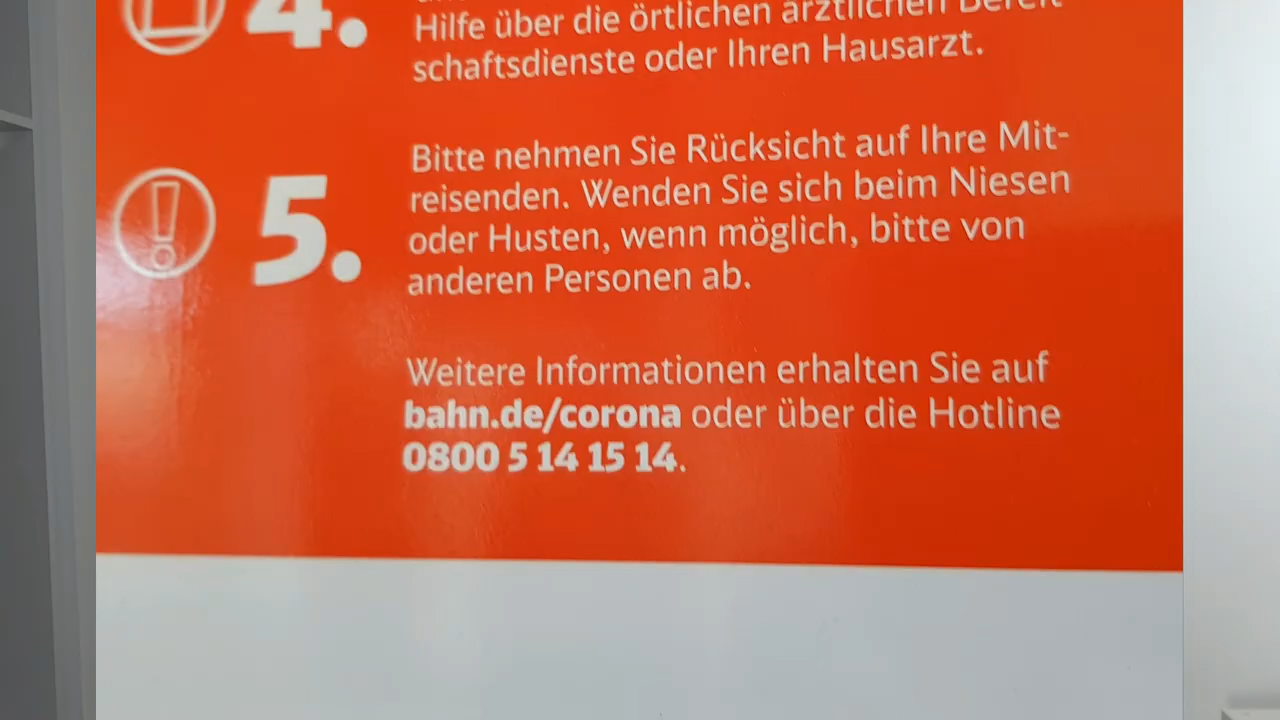 4.
Hilfe über die örtlichen ärztlichen Bereit
schaftsdienste oder Ihren Hausarzt.
5.
Bitte nehmen Sie Rücksicht auf Ihre Mit-
reisenden. Wenden Sie sich beim Niesen
oder Husten, wenn möglich, bitte von
anderen Personen ab.
Weitere Informationen erhalten Sie auf
bahn.de/corona oder über die Hotline
0800 5 14 15 14.